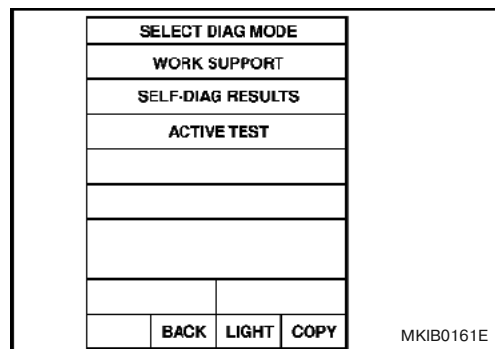 SELECT DIAG MODE
WORK SUPPORT
SELF-DIAG RESULTS
ACTIVE TEST
BACK LIGHT COPY
MKIB0161E